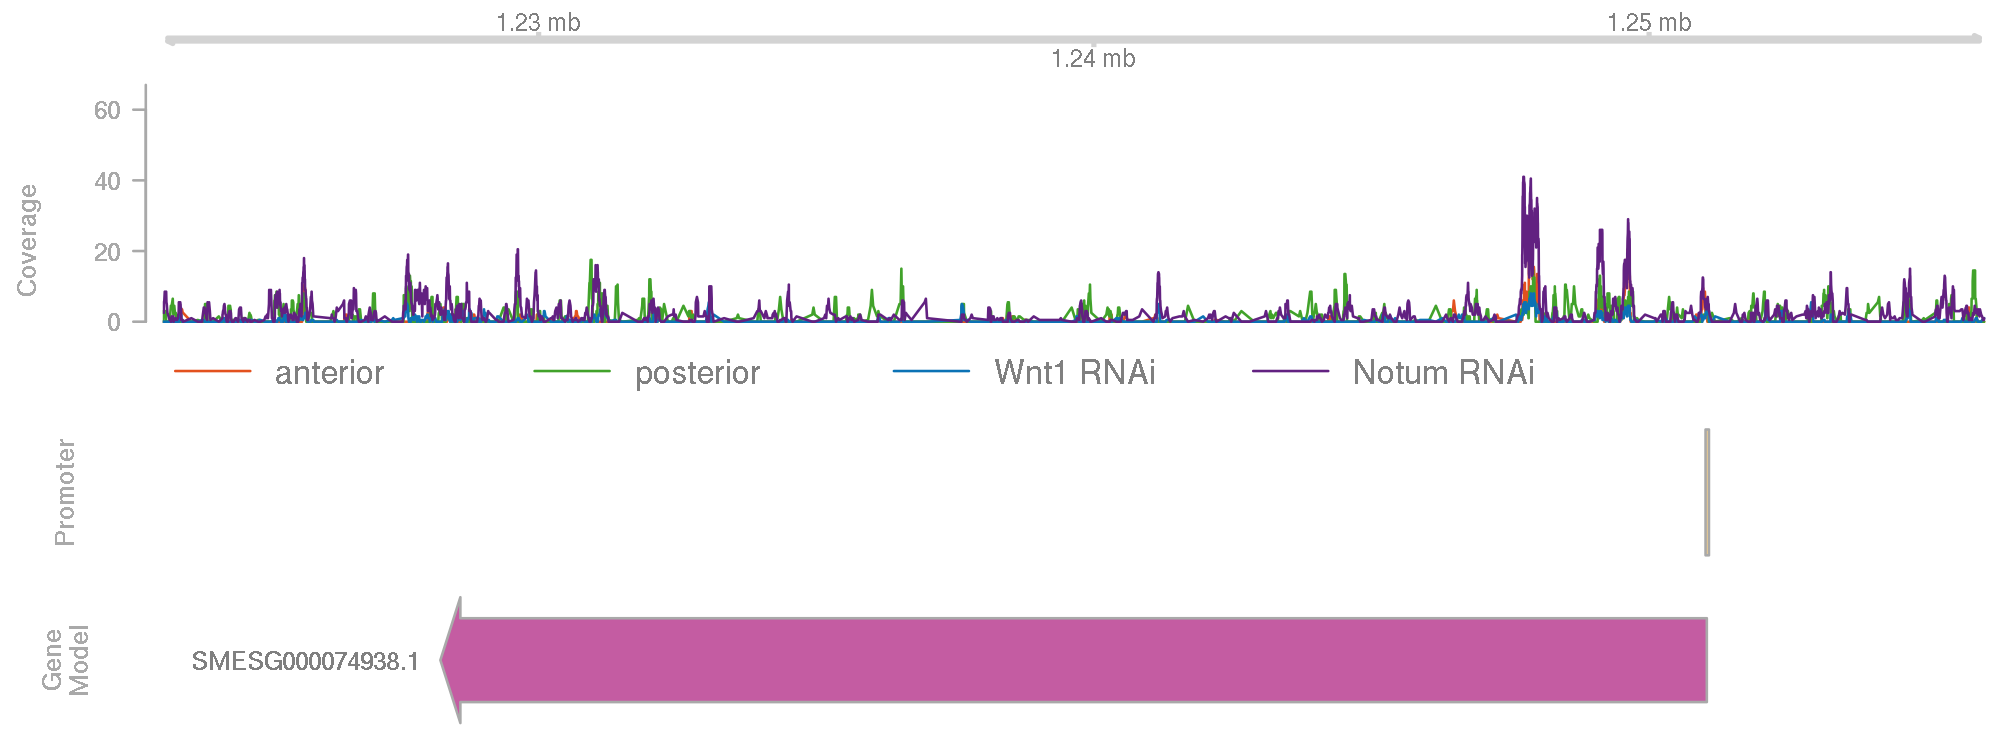 1.23 mb
1.25 mb
1.24 mb
Coverage
60
40
20
0
anterior posterior Wnt1 RNAi Notum RNAi
Promoter
Gene
Model
SMESG000074938.1